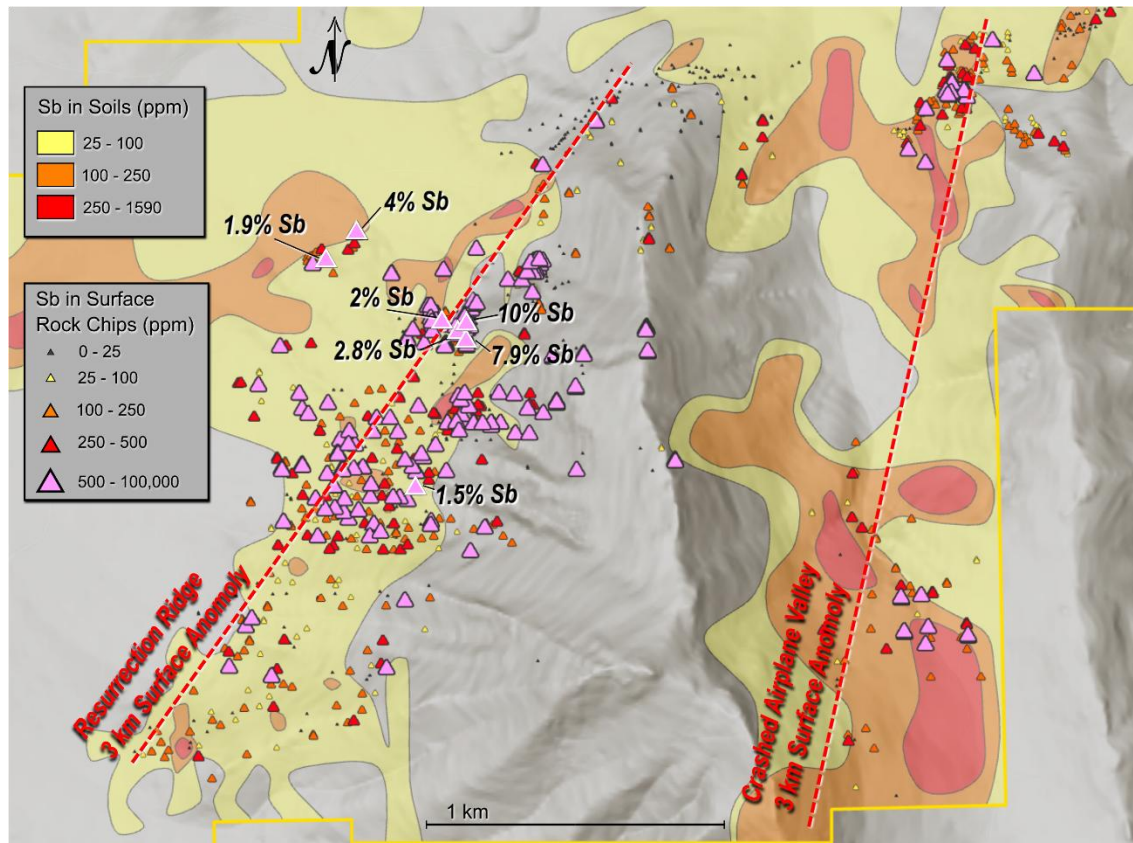 N
Sb in Soils (ppm)
25 - 100
100 - 250
250 - 1590
Sb in Surface
Rock Chips (ppm)
0 - 25
25 - 100
100 - 250
250 - 500
500 - 100,000
4% Sb
1.9% Sb
2% Sb
10% Sb
2.8% Sb
7.9% Sb
1.5% Sb
Resurrection Ridge
3 km Surface Anomoly
Crashed Airplane Valley
3 km Surface Anomoly
1 km